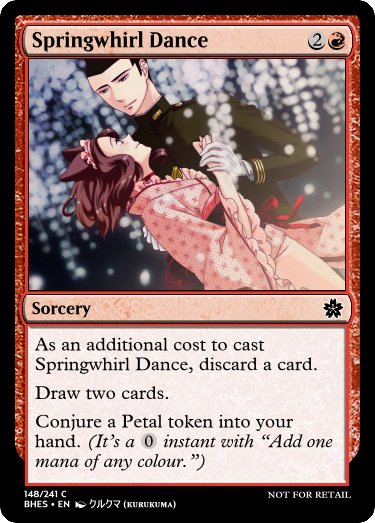 Springwhirl Dance 2
Sorcery
As an additional cost to cast
Springwhirl Dance, discard a card.
Draw two cards.
Conjure a Petal token into your
hand. (It's a 0 instant with “Add one
mana of any colour.”)
148/241 C
NOT FOR RETAIL
BHES • EN クルクマ (KURUKUMA)